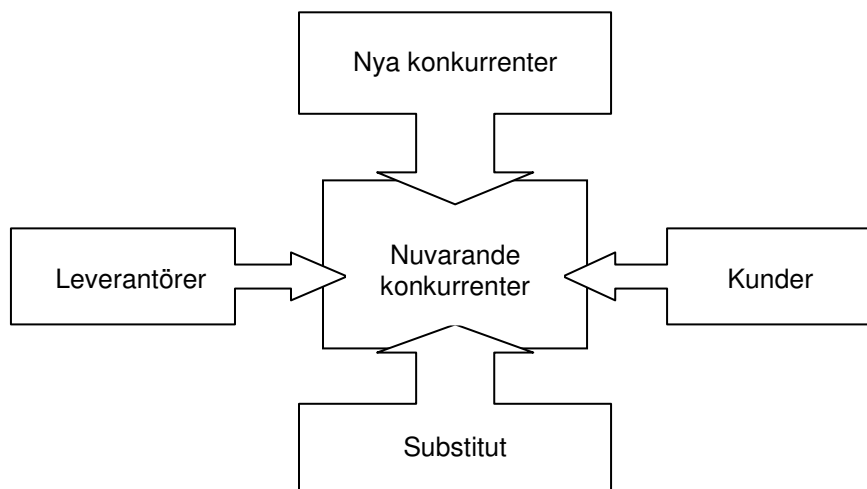 Nya konkurrenter
Leverantörer
Nuvarande
konkurrenter
Kunder
Substitut